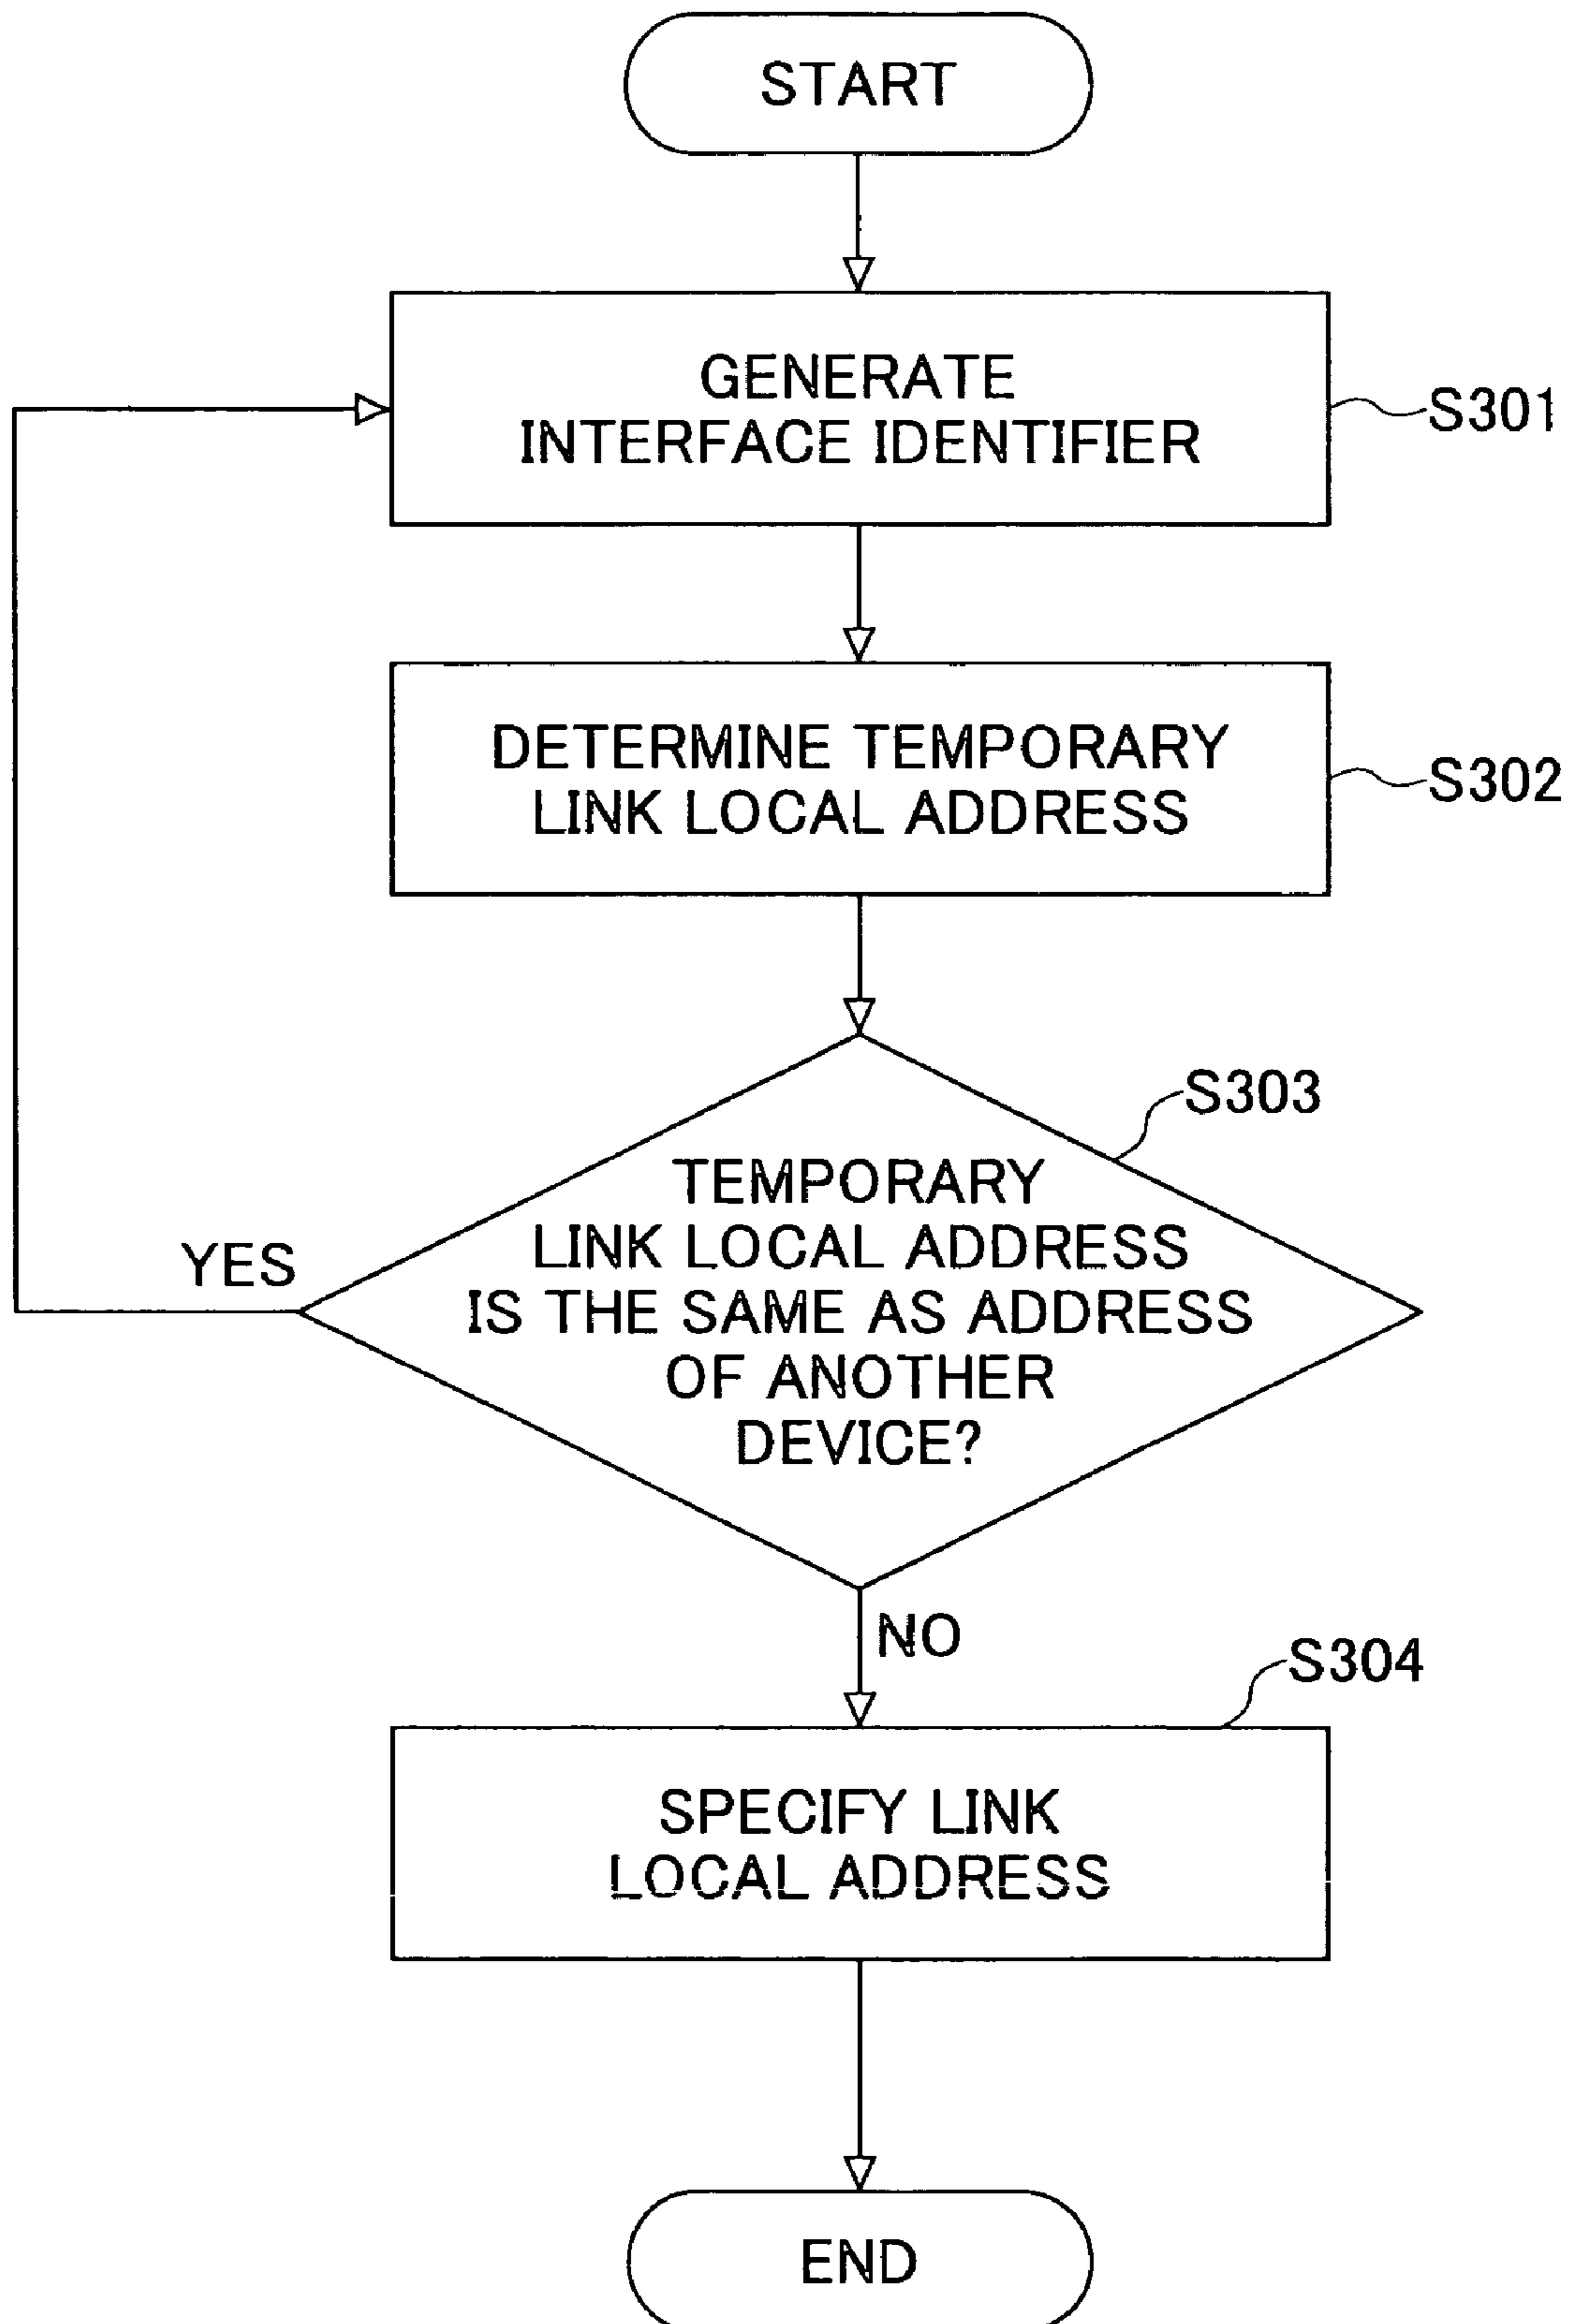 START
GENERATE
INTERFACE IDENTIFIER
S301
DETERMINE TEMPORARY
LINK LOCAL ADDRESS
S302
S303
TEMPORARY
LINK LOCAL ADDRESS
IS THE SAME AS ADDRESS
OF ANOTHER
DEVICE?
YES
NO
S304
SPECIFY LINK
LOCAL ADDRESS
END